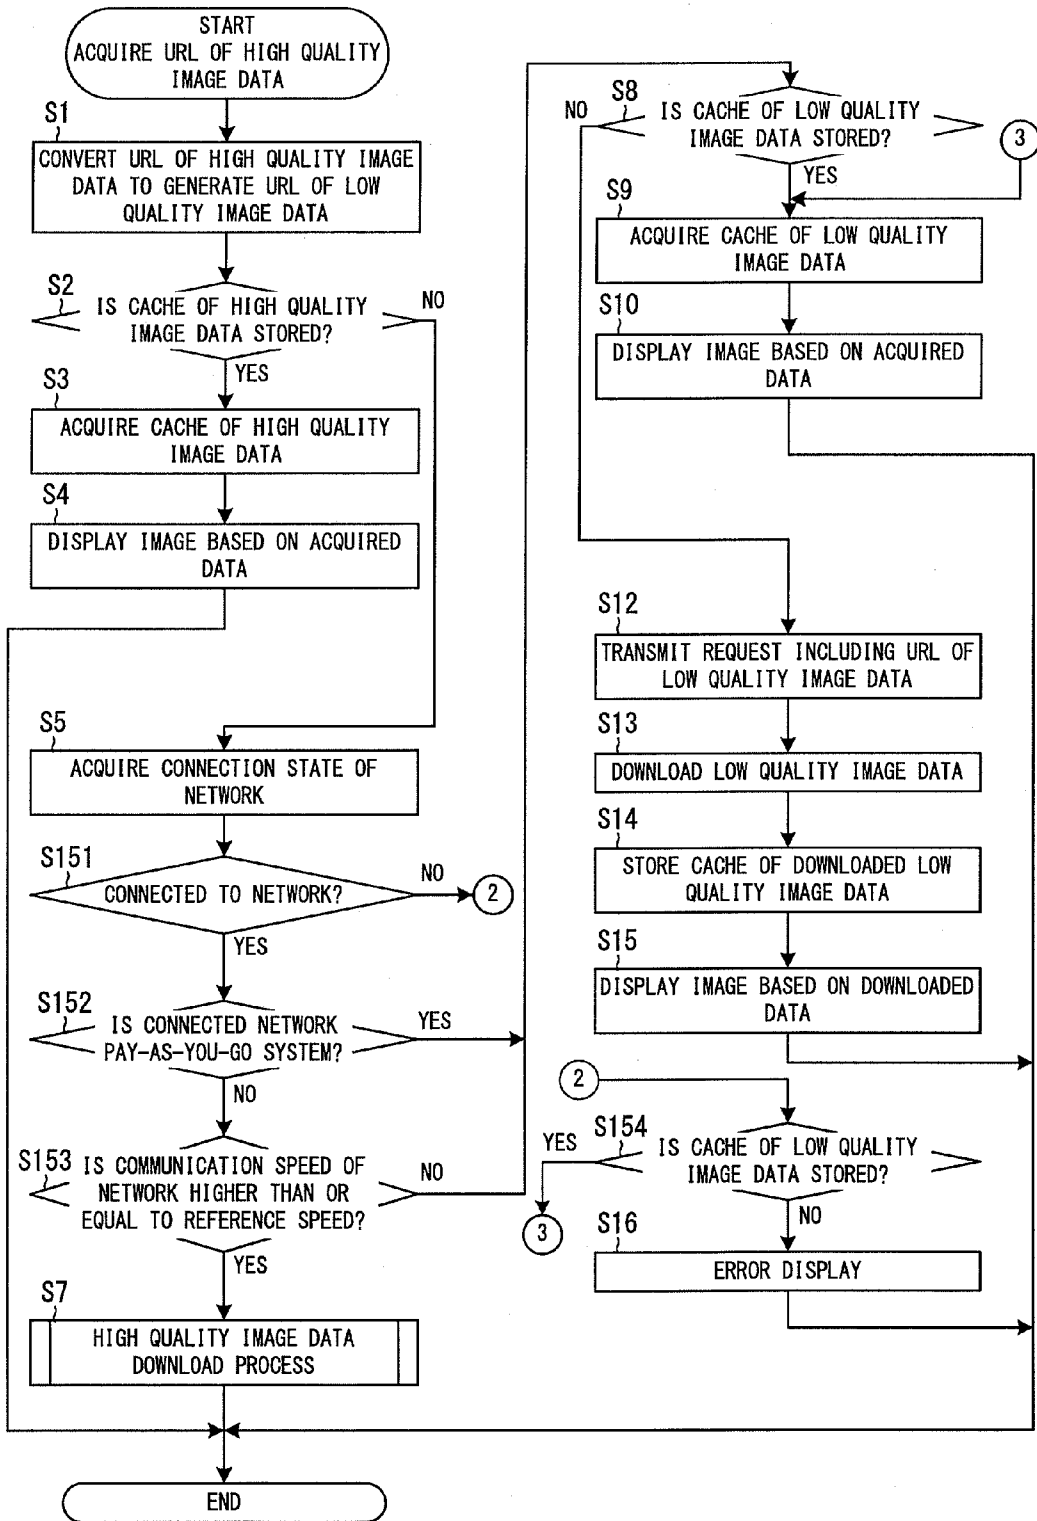 START
ACQUIRE URL OF HIGH QUALITY
IMAGE DATA
S1
CONVERT URL OF HIGH QUALITY IMAGE
DATA TO GENERATE URL OF LOW
QUALITY IMAGE DATA
S2
IS CACHE OF HIGH QUALITY
IMAGE DATA STORED?
NO
YES
S3
ACQUIRE CACHE OF HIGH QUALITY
IMAGE DATA
S4
DISPLAY IMAGE BASED ON ACQUIRED
DATA
S5
ACQUIRE CONNECTION STATE OF
NETWORK
S151
CONNECTED TO NETWORK?
NO
2
YES
S152
IS CONNECTED NETWORK
PAY-AS-YOU-GO SYSTEM?
YES
NO
S153
IS COMMUNICATION SPEED OF
NETWORK HIGHER THAN OR
EQUAL TO REFERENCE SPEED?
NO
YES
S7
HIGH QUALITY IMAGE DATA
DOWNLOAD PROCESS
END
S8
NO
IS CACHE OF LOW QUALITY
IMAGE DATA STORED?
3
YES
S9
ACQUIRE CACHE OF LOW QUALITY
IMAGE DATA
S10
DISPLAY IMAGE BASED ON ACQUIRED
DATA
S12
TRANSMIT REQUEST INCLUDING URL OF
LOW QUALITY IMAGE DATA
S13
DOWNLOAD LOW QUALITY IMAGE DATA
S14
STORE CACHE OF DOWNLOADED LOW
QUALITY IMAGE DATA
S15
DISPLAY IMAGE BASED ON DOWNLOADED
DATA
2
S154
YES
IS CACHE OF LOW QUALITY
IMAGE DATA STORED?
3
NO
S16
ERROR DISPLAY